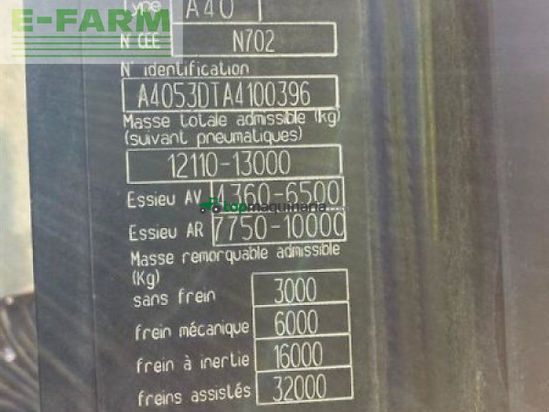 E-FARM
Type A40
N° CEE N702
N° identification
A4053DTA4100396
Masse totale admissible (kg)
(suivant pneumatiques)
12110-13000
Essieu AV 4360-6500
topmaquinaria
Essieu AR 7750-10000
Masse remorquable admissible
(Kg)
sans frein 3000
frein mécanique 6000
frein à inertie 16000
freins assistés 32000